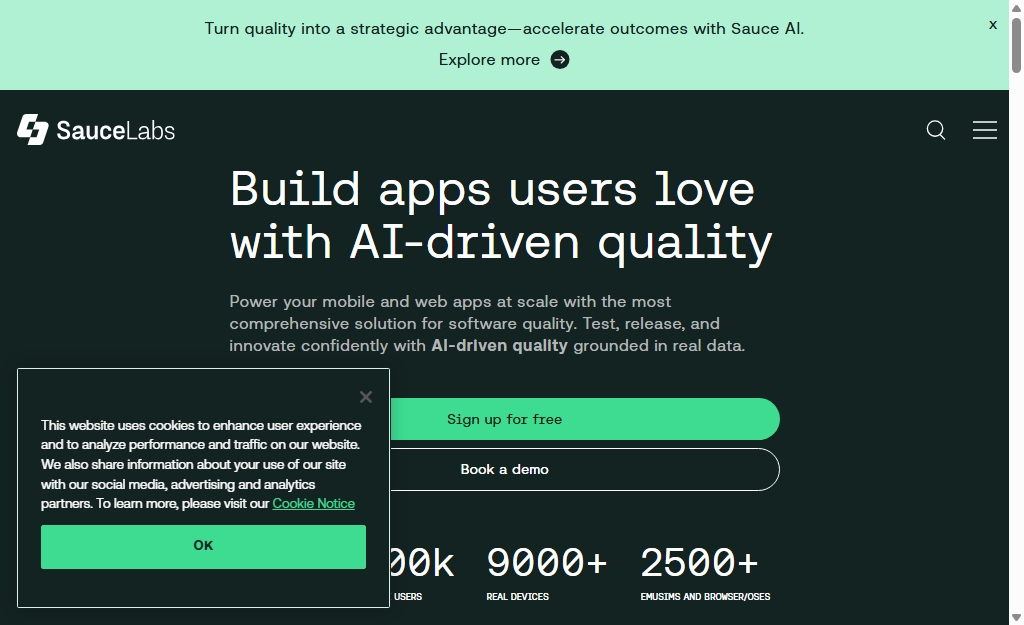 Turn quality into a strategic advantage—accelerate outcomes with Sauce AI.
x
Explore more
SauceLabs
Build apps users love
with AI-driven quality
Power your mobile and web apps at scale with the most
comprehensive solution for software quality. Test, release, and
innovate confidently with AI-driven quality grounded in real data.
Sign up for free
Book a demo
This website uses cookies to enhance user experience
and to analyze performance and traffic on our website.
We also share information about your use of our site
with our social media, advertising and analytics
partners. To learn more, please visit our Cookie Notice
OK
00k 9000+ 2500+
USERS REAL DEVICES EMUSIMS AND BROWSER/OSES